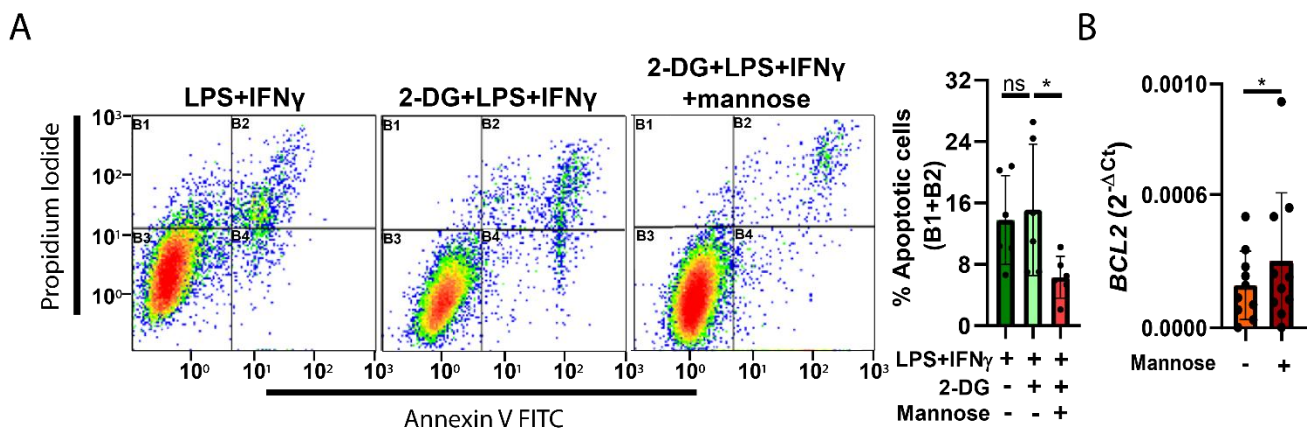 A
B
LPS+IFNγ
2-DG+LPS+IFNγ
2-DG+LPS+IFNγ
+mannose
Propidium Iodide
10³
10²
10¹
10⁰
B1
B2
B3
B4
B1
B2
B3
B4
B1
B2
B3
B4
10⁰
10¹
10²
10³
10⁰
10¹
10²
10³
10⁰
10¹
10²
10³
Annexin V FITC
% Apoptotic cells
(B1+B2)
32
24
16
8
0
ns
*
LPS+IFNγ + + +
2-DG - + +
Mannose - - +
BCL2 (2^-ΔCt)
0.0010
0.0006
0.0000
*
Mannose - +